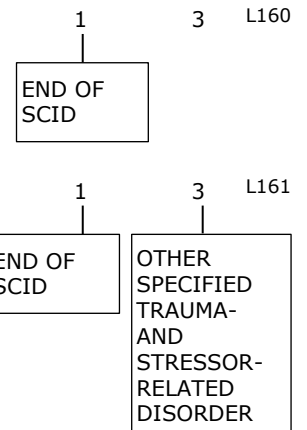 1 3 L160
END OF
SCID
1 3 L161
END OF
SCID
OTHER
SPECIFIED
TRAUMA-
AND
STRESSOR-
RELATED
DISORDER